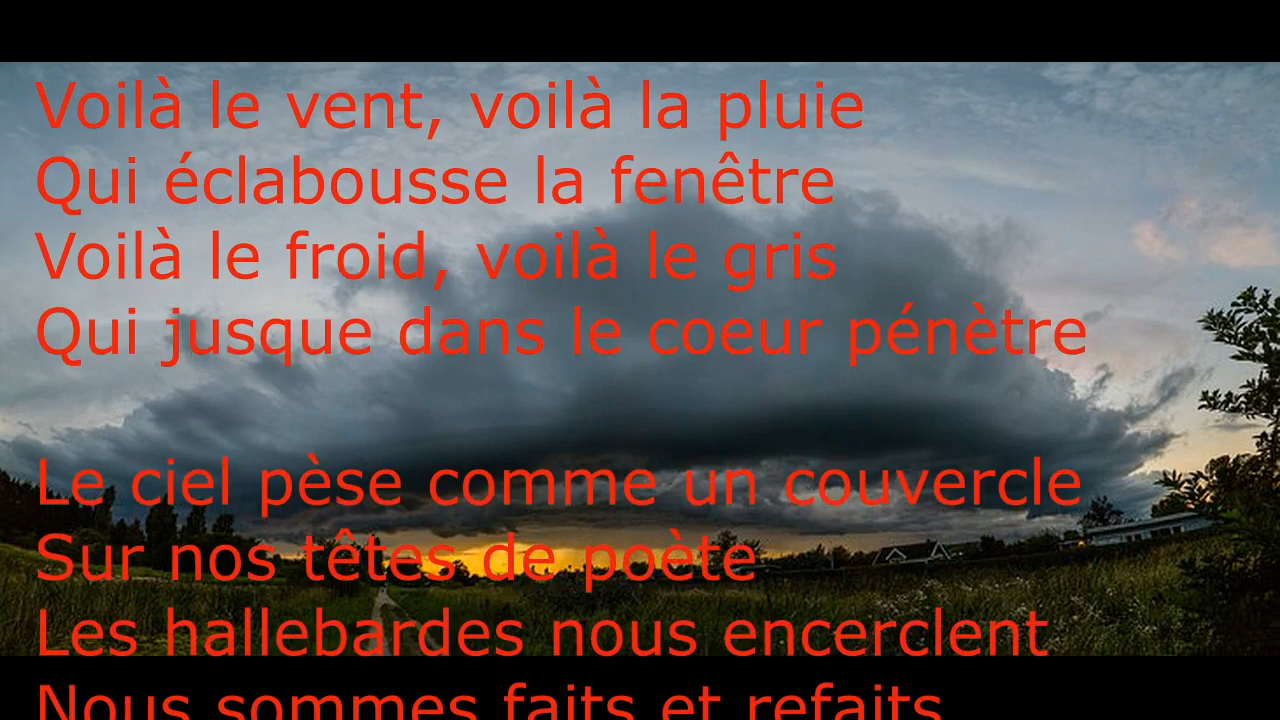 Voilà le vent, voilà la pluie
Qui éclabousse la fenêtre
Voilà le froid, voilà le gris
Qui jusque dans le coeur pénètre
Le ciel pèse comme un couvercle
Sur nos têtes de poète
Les hallebardes nous encerclent
Nous sommes faits et refaits